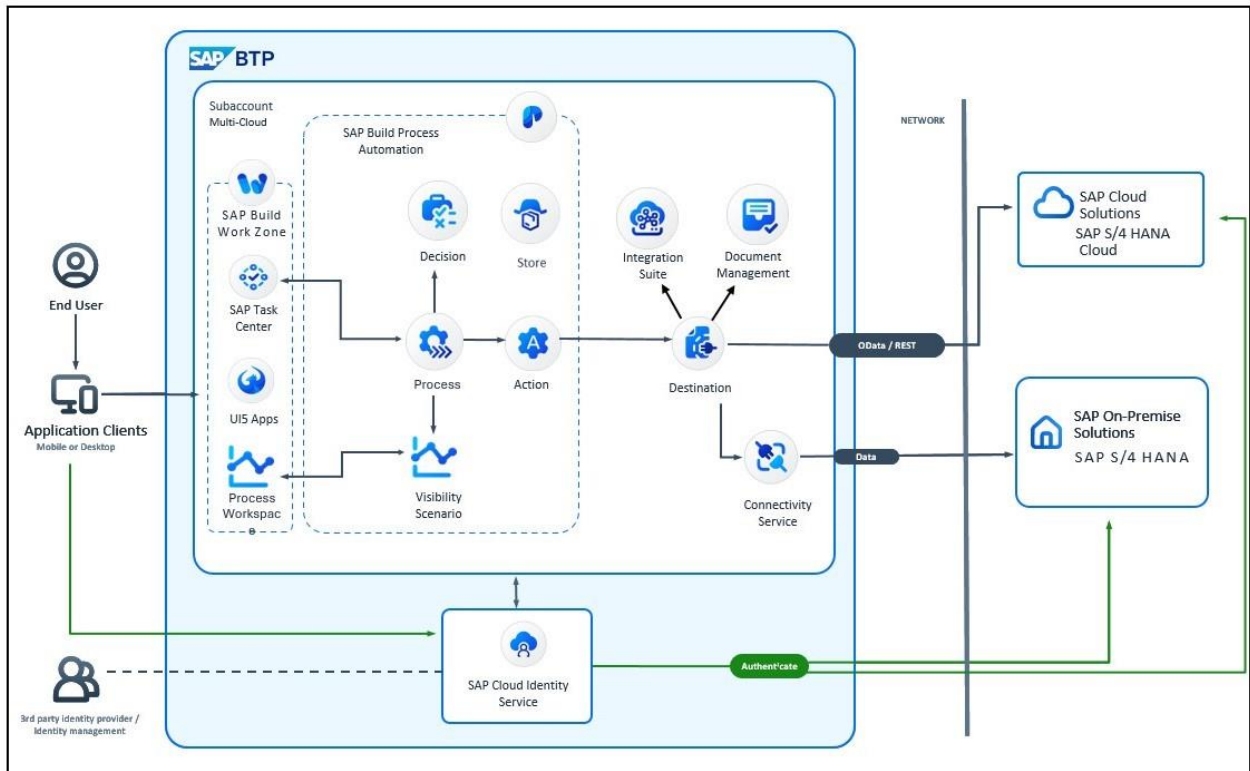 SAP BTP
Subaccount
Multi-Cloud
SAP Build Process
Automation
NETWORK
SAP Build
Work Zone
Decision
Store
Integration
Suite
Document
Management
SAP Cloud
Solutions
SAP S/4 HANA
Cloud
End User
SAP Task
Center
OData / REST
Process
Action
Destination
UI5 Apps
Application Clients
Mobile or Desktop
SAP On-Premise
Solutions
SAP S/4 HANA
Data
Process
Workspac
e
Visibility
Scenario
Connectivity
Service
Authent'cate
SAP Cloud Identity
Service
3rd party identity provider /
Identity management